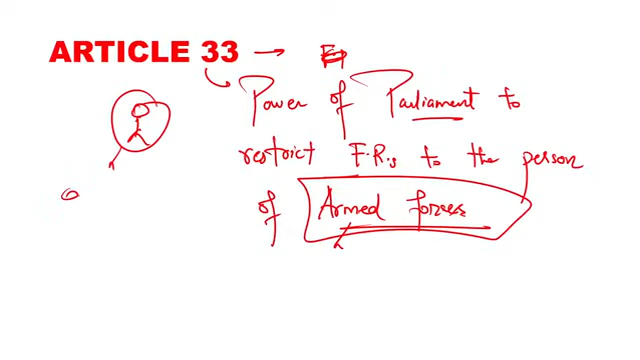 ARTICLE 33 →
Power of Parliament to
restrict F.R.s to the person
of Armed forces